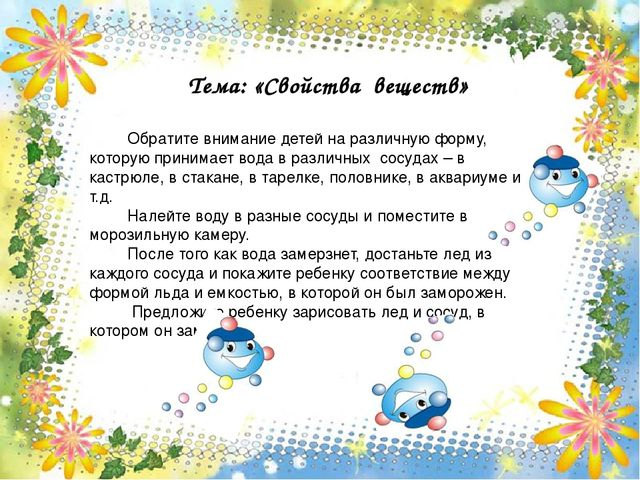 Тема: «Свойства веществ»
Обратите внимание детей на различную форму,
которую принимает вода в различных сосудах – в
кастрюле, в стакане, в тарелке, половнике, в аквариуме и
т.д.
Налейте воду в разные сосуды и поместите в
морозильную камеру.
После того как вода замерзнет, достаньте лед из
каждого сосуда и покажите ребенку соответствие между
формой льда и емкостью, в которой он был заморожен.
ребенку зарисовать лед и сосуд, в
котором он